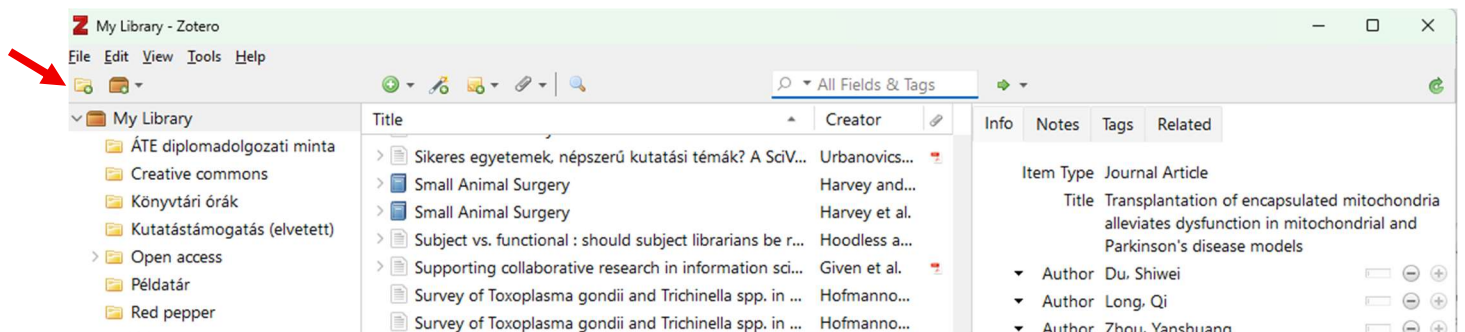 My Library - Zotero
File Edit View Tools Help
All Fields & Tags
My Library
ÁTE diplomadolgozati minta
Creative commons
Könyvtári órák
Kutatástámogatás (elvetett)
Open access
Példatár
Red pepper
Title Creator
Sikeres egyetemek, népszerű kutatási témák? A SciV... Urbanovics...
Small Animal Surgery Harvey and...
Small Animal Surgery Harvey et al.
Subject vs. functional : should subject librarians be r... Hoodless a...
Supporting collaborative research in information sci... Given et al.
Survey of Toxoplasma gondii and Trichinella spp. in ... Hofmanno...
Survey of Toxoplasma gondii and Trichinella spp. in ... Hofmanno...
Info Notes Tags Related
Item Type Journal Article
Title Transplantation of encapsulated mitochondria
alleviates dysfunction in mitochondrial and
Parkinson's disease models
Author Du, Shiwei
Author Long, Qi
Author Zhou, Yanshuang